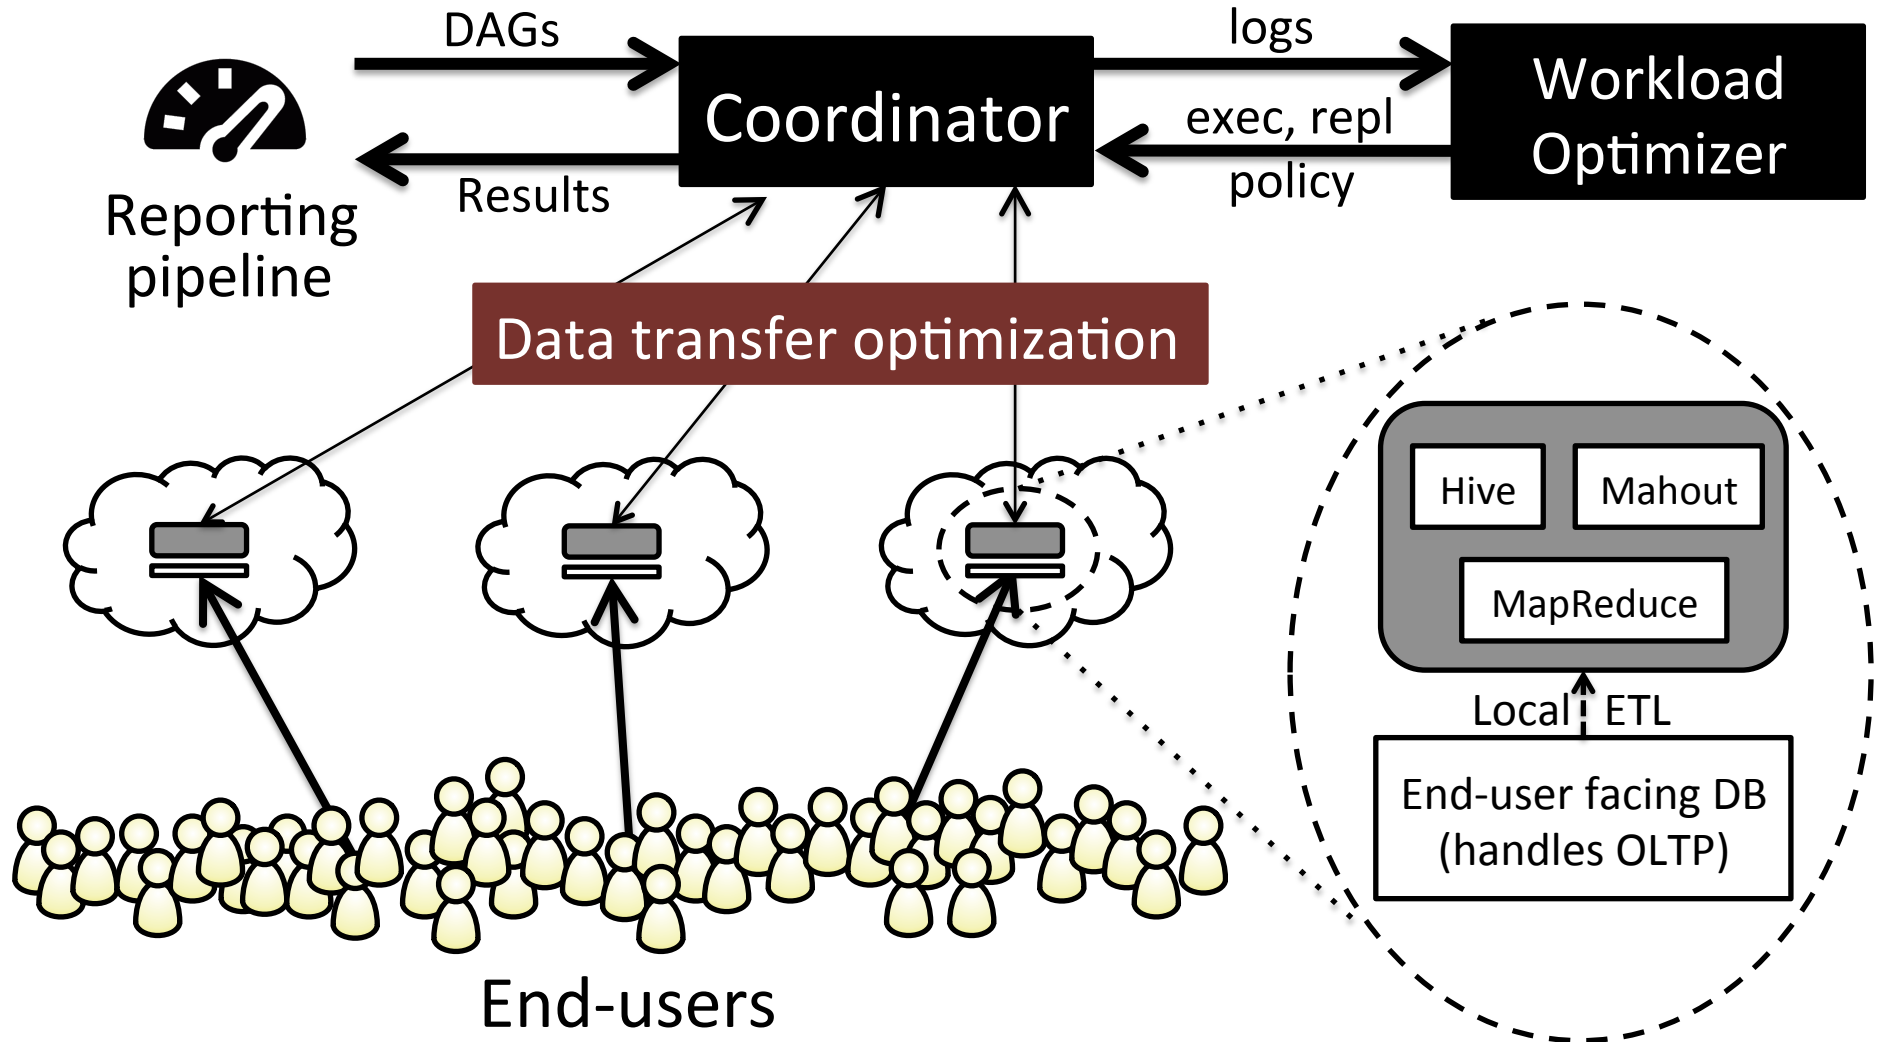 DAGs
logs
Coordinator
Workload
Optimizer
exec, repl
policy
Results
Reporting
pipeline
Data transfer optimization
Hive
Mahout
MapReduce
Local ETL
End-user facing DB
(handles OLTP)
End-users